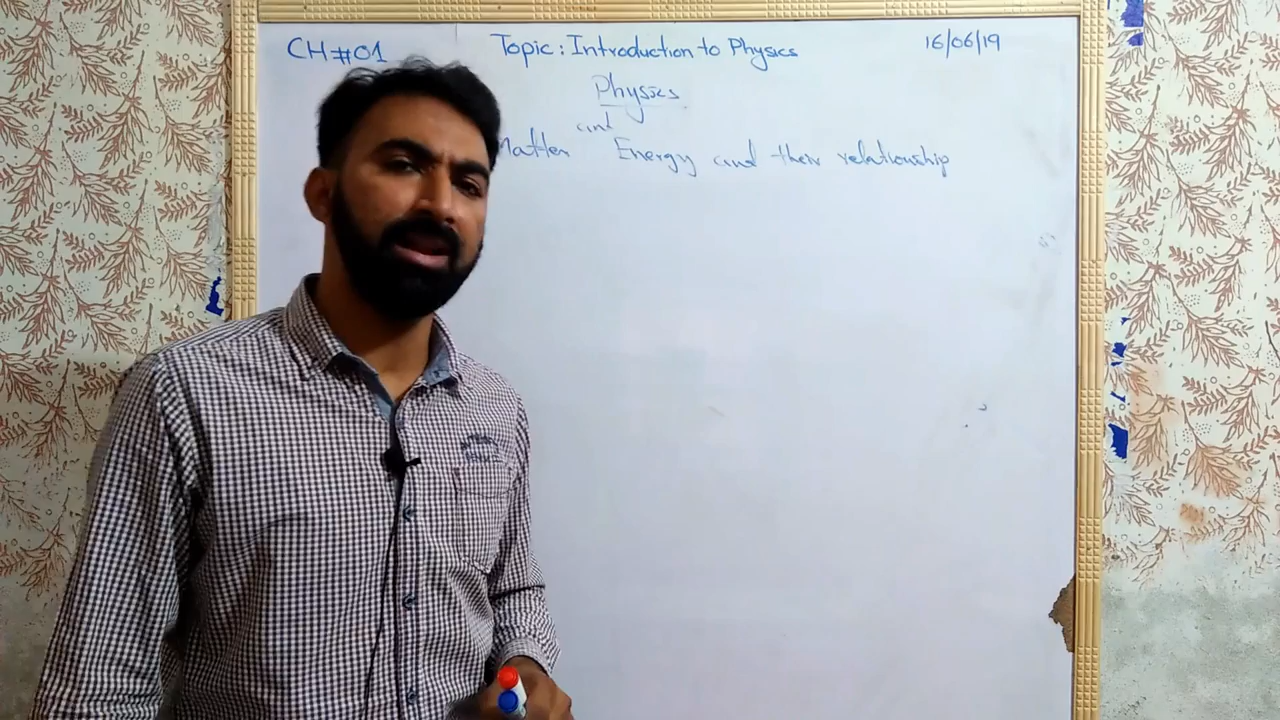 CH#01 Topic: Introduction to Physics 16/06/19
Physics
and
Matter Energy and their relationship